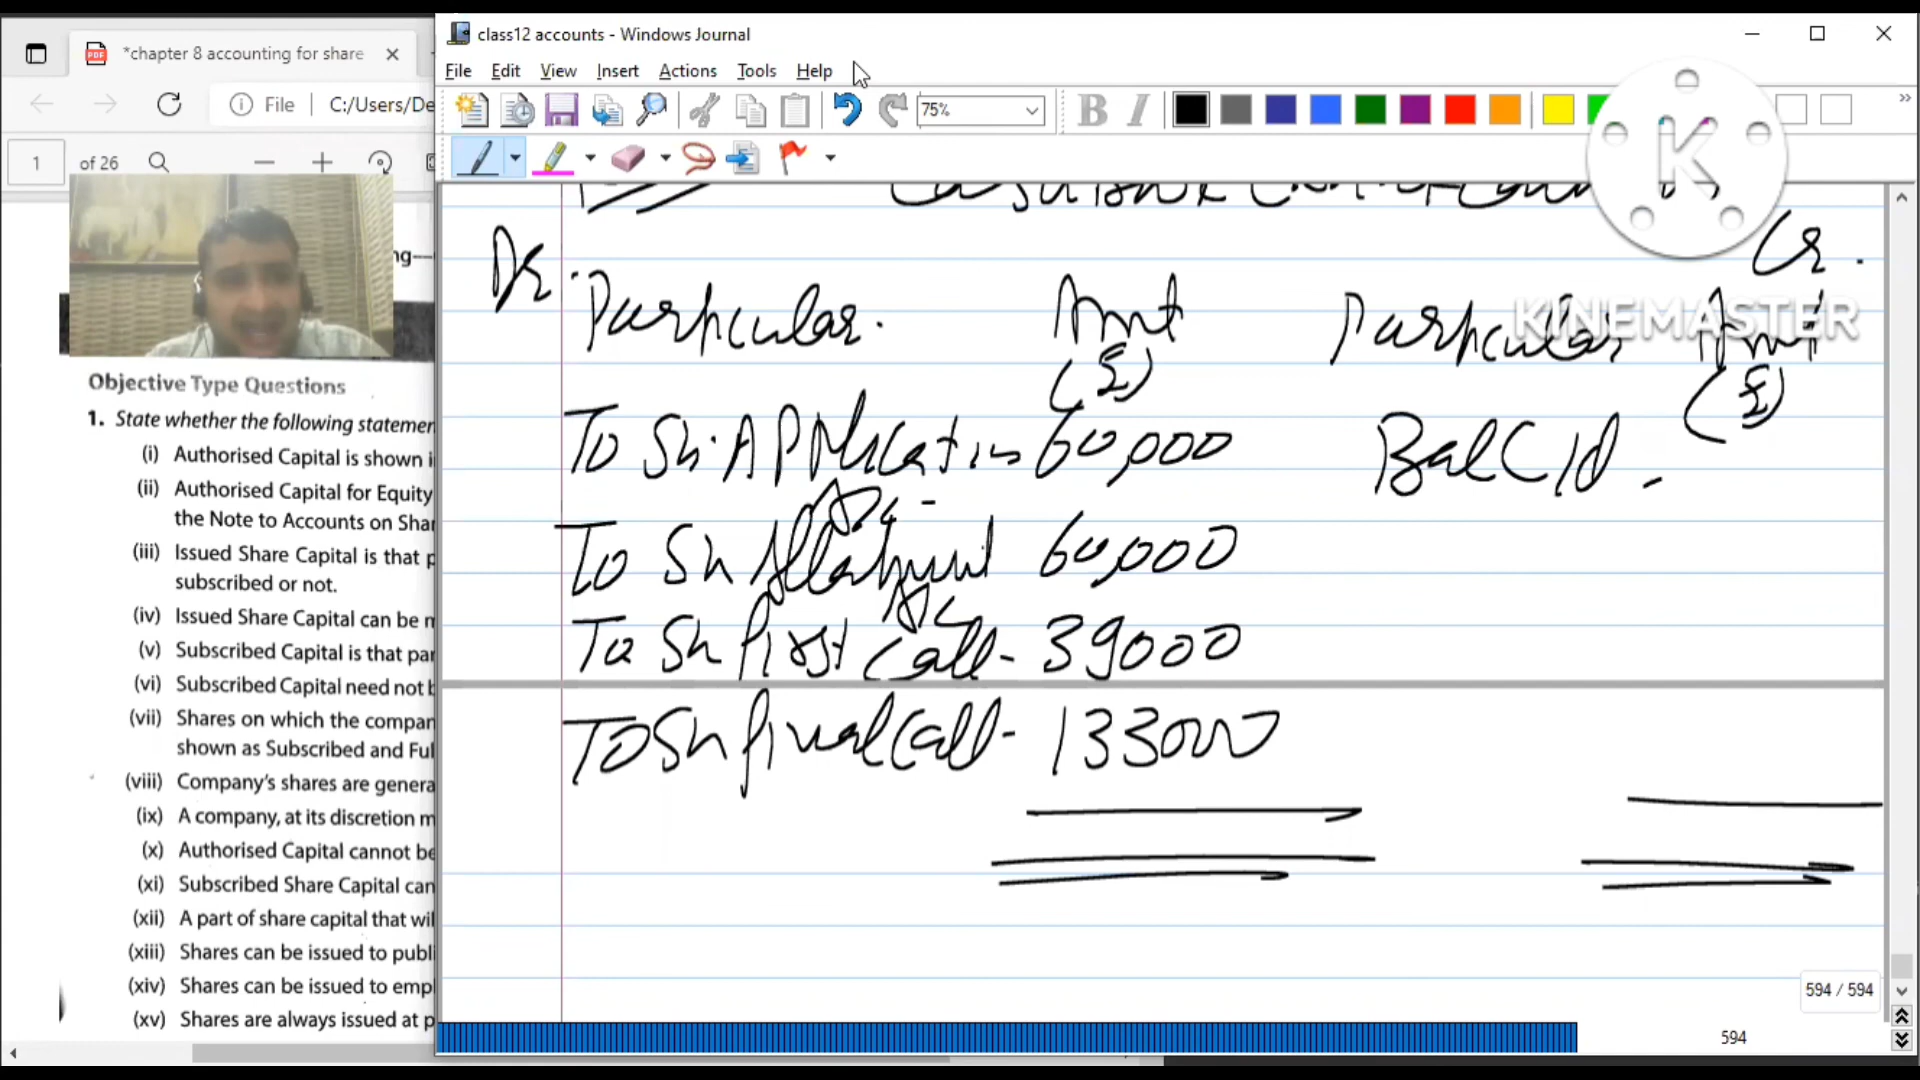 *chapter 8 accounting for share
File
C:/Users/De
1 of 26
Objective Type Questions
1. State whether the following statemen
(i) Authorised Capital is shown i
(ii) Authorised Capital for Equity
the Note to Accounts on Shar
(iii) Issued Share Capital is that p
subscribed or not.
(iv) Issued Share Capital can be m
(v) Subscribed Capital is that par
(vi) Subscribed Capital need not b
(vii) Shares on which the compan
shown as Subscribed and Ful
(viii) Company's shares are genera
(ix) A company, at its discretion m
(x) Authorised Capital cannot be
(xi) Subscribed Share Capital can
(xii) A part of share capital that wil
(xiii) Shares can be issued to publi
(xiv) Shares can be issued to empl
(xv) Shares are always issued at p
class12 accounts - Windows Journal
File Edit View Insert Actions Tools Help
75%
B I
K
KINEMASTER
Dr. Cr.
Particular. Amt Particular Amt
(₹) (₹)
To Sh. Application 60,000 Bal C/d -
A/c -
To Sh Allotment 60,000
A/c
To Sh first Call - 39000
To Sh final Call - 133000
594 / 594
594